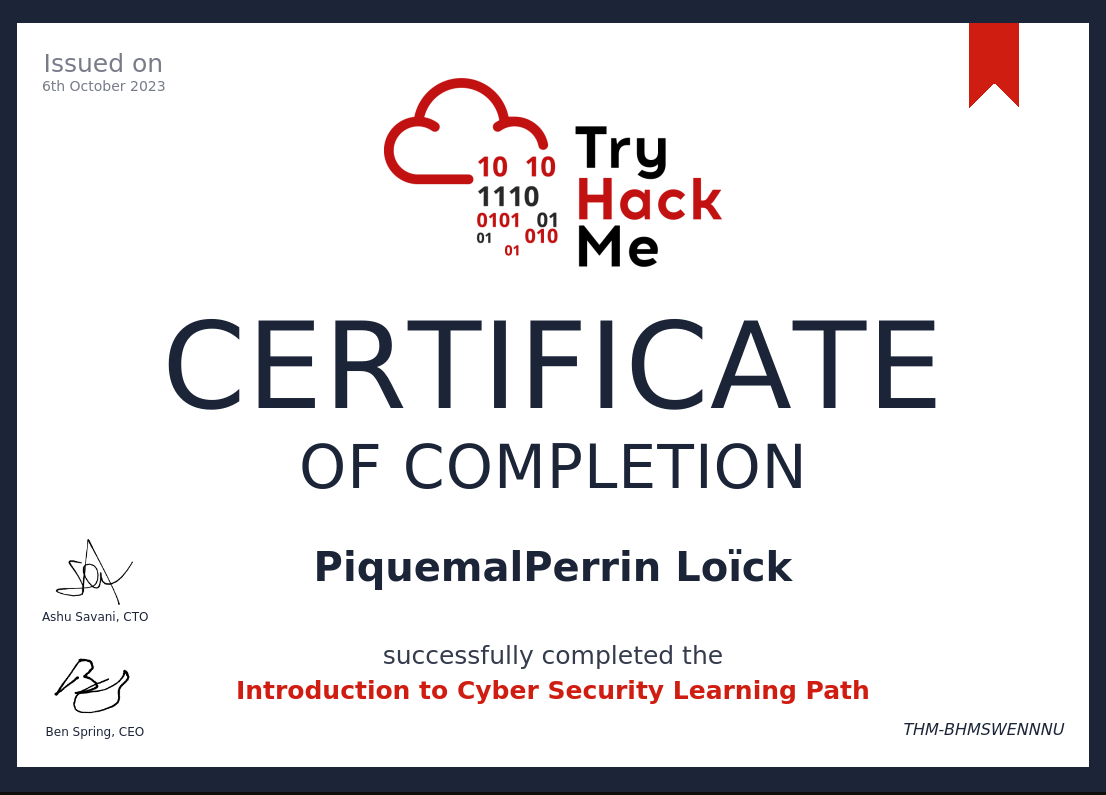 Issued on
6th October 2023
10 10
1110
0101 01
01 010
01
Try
Hack
Me
CERTIFICATE
OF COMPLETION
PiquemalPerrin Loïck
successfully completed the
Introduction to Cyber Security Learning Path
Ashu Savani, CTO
Ben Spring, CEO
THM-BHMSWENNNU